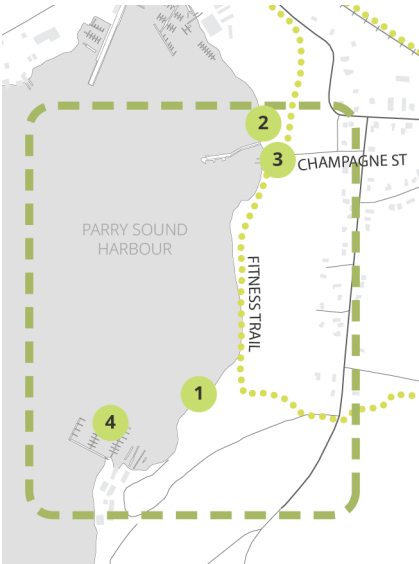 2
3
CHAMPAGNE ST
PARRY SOUND
HARBOUR
FITNESS TRAIL
1
4